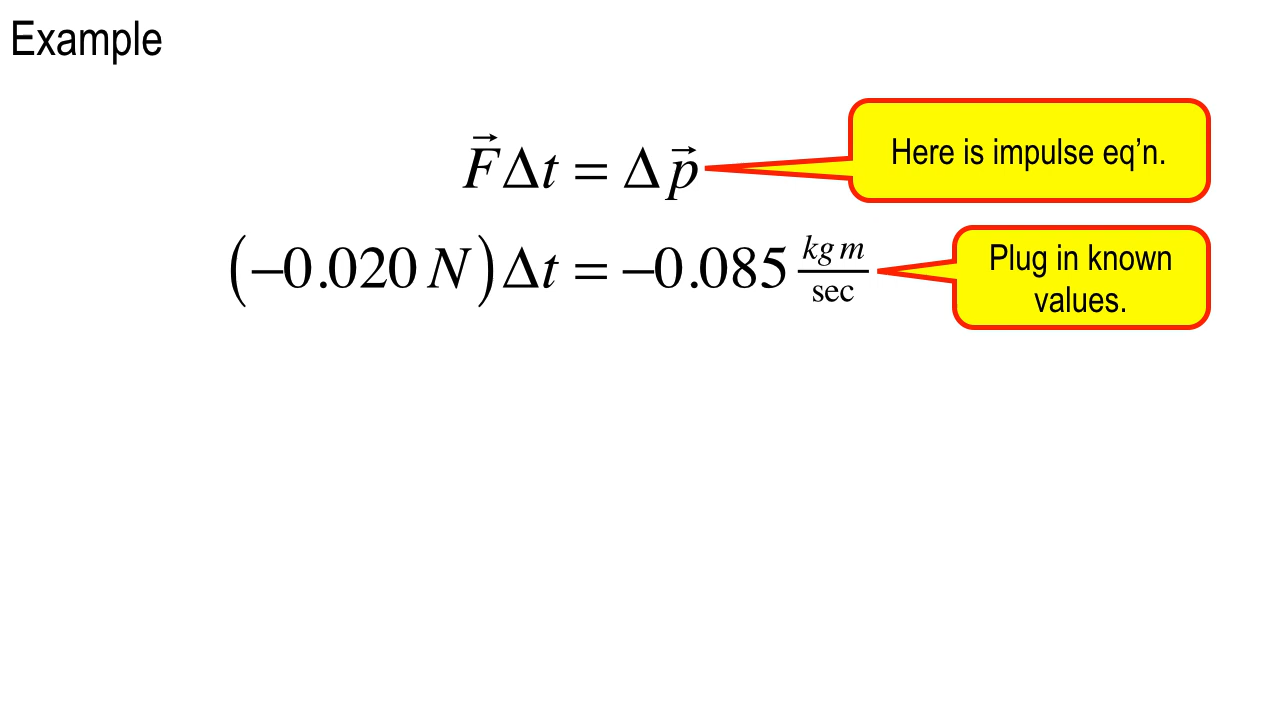 Example
Here is impulse eq’n.
F⃗Δt = Δp⃗
Plug in known
values.
(−0.020 N)Δt = −0.085 kg m/sec